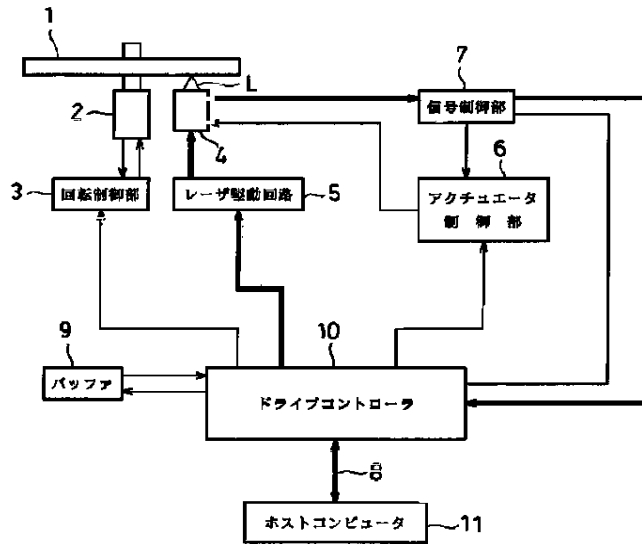 1
L
7
信号制御部
2
4
6
3
回転制御部
レーザ駆動回路
5
アクチュエータ
制御部
9
バッファ
10
ドライブコントローラ
8
ホストコンピュータ
11